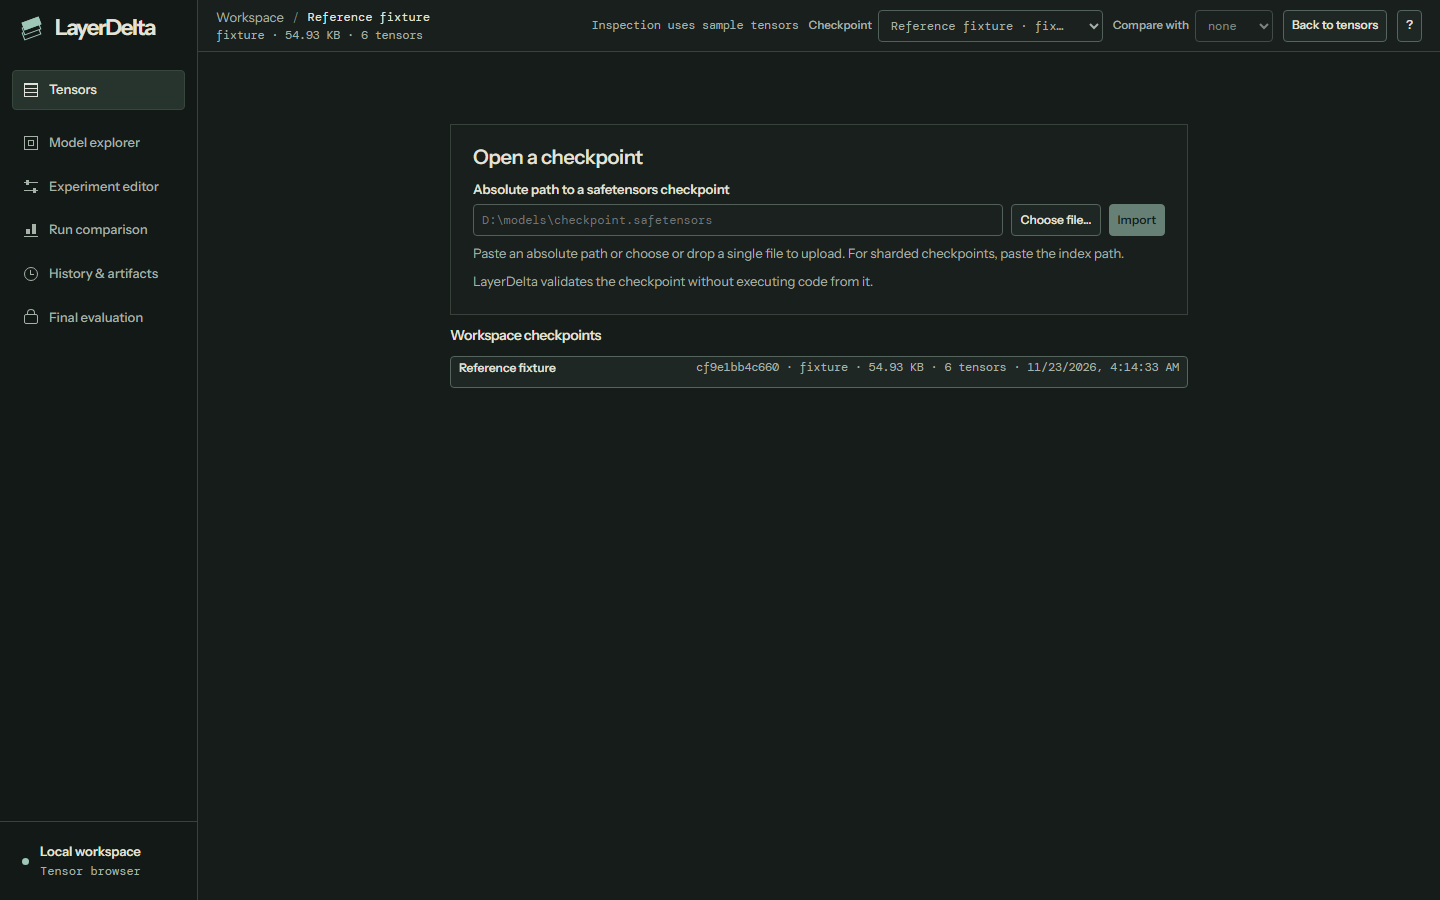 LayerDelta
Tensors
Model explorer
Experiment editor
Run comparison
History & artifacts
Final evaluation
Local workspace
Tensor browser
Workspace / Reference fixture
fixture · 54.93 KB · 6 tensors
Inspection uses sample tensors Checkpoint Reference fixture · fix… Compare with none Back to tensors ?
Open a checkpoint
Absolute path to a safetensors checkpoint
D:\models\checkpoint.safetensors Choose file... Import
Paste an absolute path or choose or drop a single file to upload. For sharded checkpoints, paste the index path.
LayerDelta validates the checkpoint without executing code from it.
Workspace checkpoints
Reference fixture cf9e1bb4c660 · fixture · 54.93 KB · 6 tensors · 11/23/2026, 4:14:33 AM